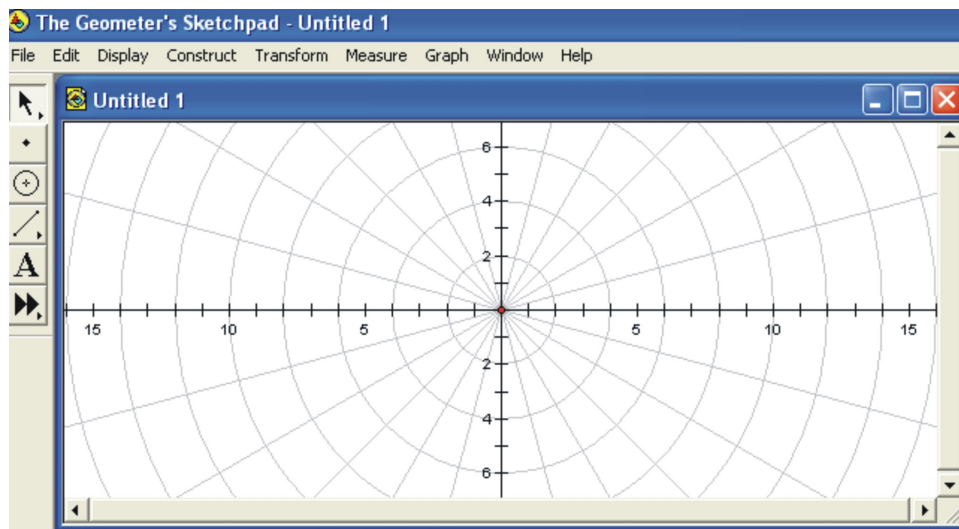 The Geometer's Sketchpad - Untitled 1
File Edit Display Construct Transform Measure Graph Window Help
Untitled 1
A
6
4
2
15 10 5 5 10 15
2
4
6